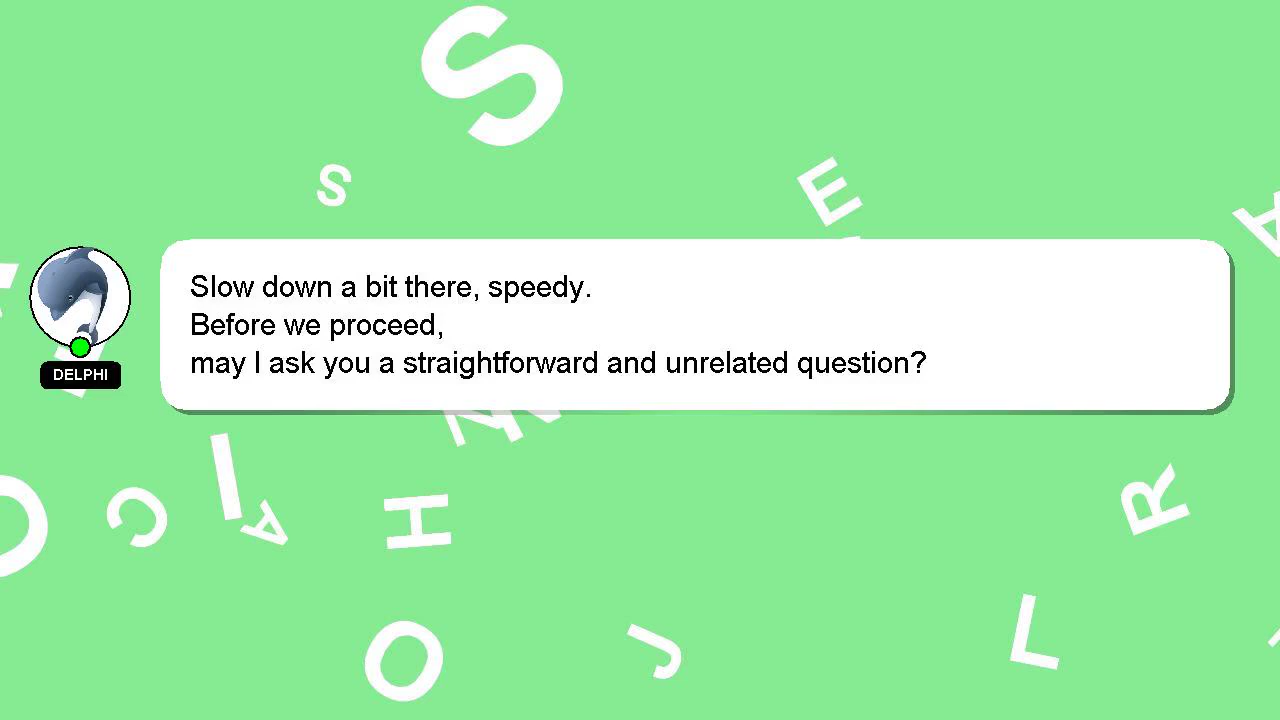 S
S
E
A
DELPHI
Slow down a bit there, speedy.
Before we proceed,
may I ask you a straightforward and unrelated question?
N
I
C
A
H
R
O
J
L